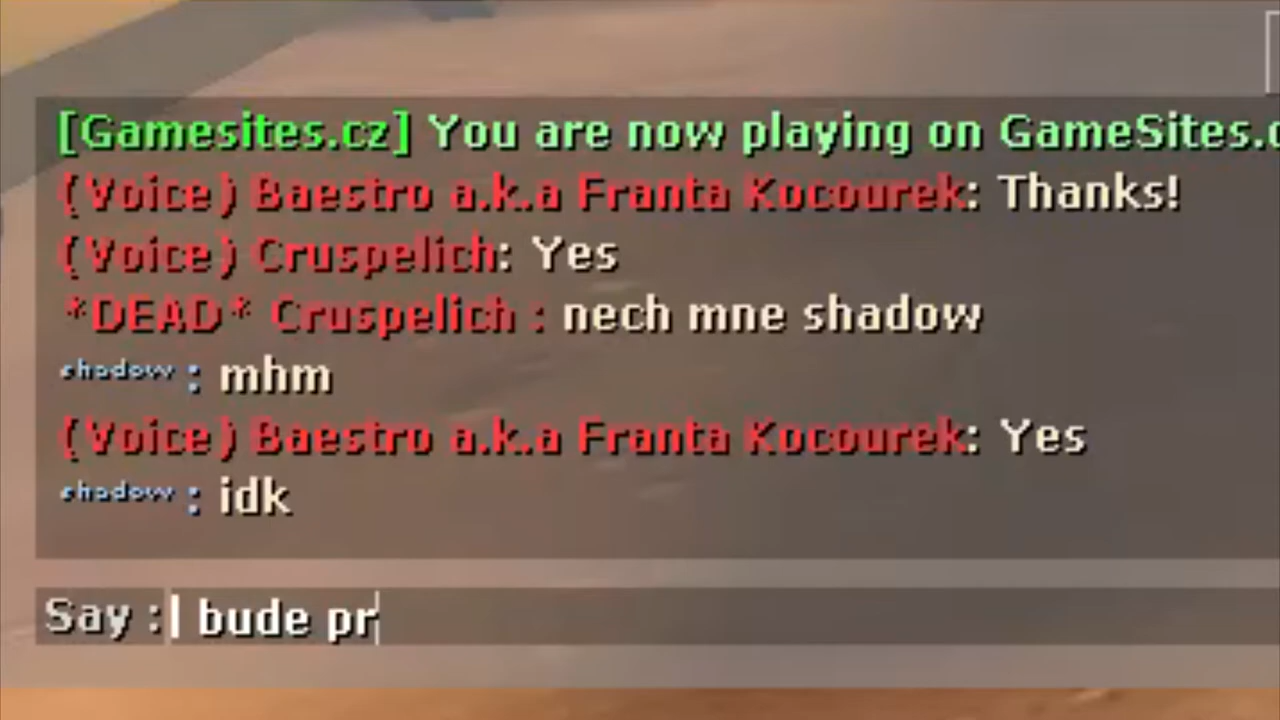 [Gamesites.cz] You are now playing on GameSites.
(Voice) Baestro a.k.a Franta Kocourek: Thanks!
(Voice) Cruspelich: Yes
*DEAD* Cruspelich : nech mne shadow
shadow : mhm
(Voice) Baestro a.k.a Franta Kocourek: Yes
shadow : idk
Say : bude pr